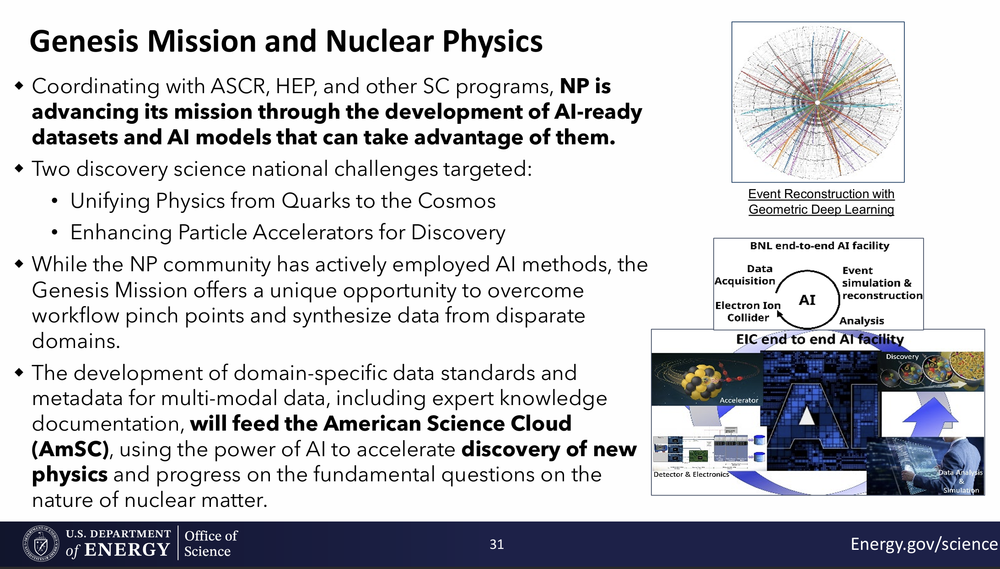 Genesis Mission and Nuclear Physics
◆ Coordinating with ASCR, HEP, and other SC programs, NP is
advancing its mission through the development of AI-ready
datasets and AI models that can take advantage of them.
◆ Two discovery science national challenges targeted:
• Unifying Physics from Quarks to the Cosmos
• Enhancing Particle Accelerators for Discovery
◆ While the NP community has actively employed AI methods, the
Genesis Mission offers a unique opportunity to overcome
workflow pinch points and synthesize data from disparate
domains.
◆ The development of domain-specific data standards and
metadata for multi-modal data, including expert knowledge
documentation, will feed the American Science Cloud
(AmSC), using the power of AI to accelerate discovery of new
physics and progress on the fundamental questions on the
nature of nuclear matter.
Event Reconstruction with
Geometric Deep Learning
BNL end-to-end AI facility
Data
Acquisition
Event
simulation &
reconstruction
AI
Electron Ion
Collider
Analysis
EIC end to end AI facility
Discovery
Accelerator
AI
Detector & Electronics
Data Analysis
&
Simulation
U.S. DEPARTMENT
of ENERGY
Office of
Science
31
Energy.gov/science